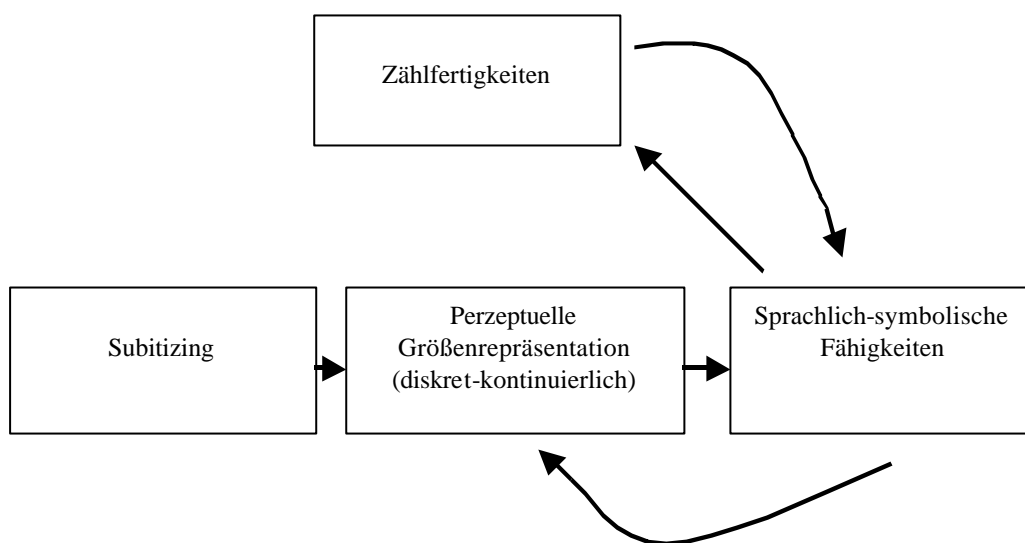 Zählfertigkeiten
Subitizing
Perzeptuelle
Größenrepräsentation
(diskret-kontinuierlich)
Sprachlich-symbolische
Fähigkeiten